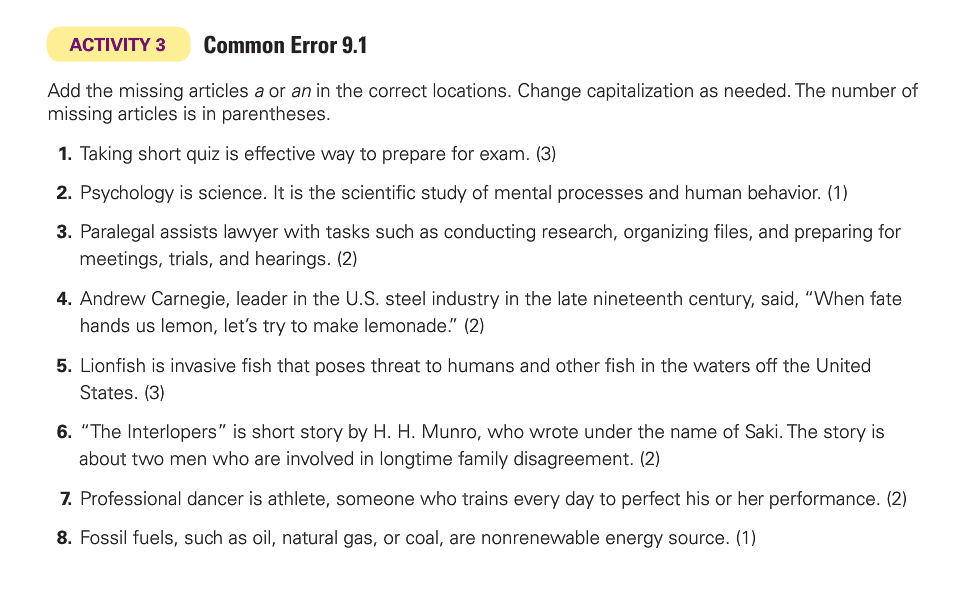 ACTIVITY 3 Common Error 9.1
Add the missing articles a or an in the correct locations. Change capitalization as needed. The number of
missing articles is in parentheses.
1. Taking short quiz is effective way to prepare for exam. (3)
2. Psychology is science. It is the scientific study of mental processes and human behavior. (1)
3. Paralegal assists lawyer with tasks such as conducting research, organizing files, and preparing for
meetings, trials, and hearings. (2)
4. Andrew Carnegie, leader in the U.S. steel industry in the late nineteenth century, said, “When fate
hands us lemon, let’s try to make lemonade.” (2)
5. Lionfish is invasive fish that poses threat to humans and other fish in the waters off the United
States. (3)
6. “The Interlopers” is short story by H. H. Munro, who wrote under the name of Saki. The story is
about two men who are involved in longtime family disagreement. (2)
7. Professional dancer is athlete, someone who trains every day to perfect his or her performance. (2)
8. Fossil fuels, such as oil, natural gas, or coal, are nonrenewable energy source. (1)